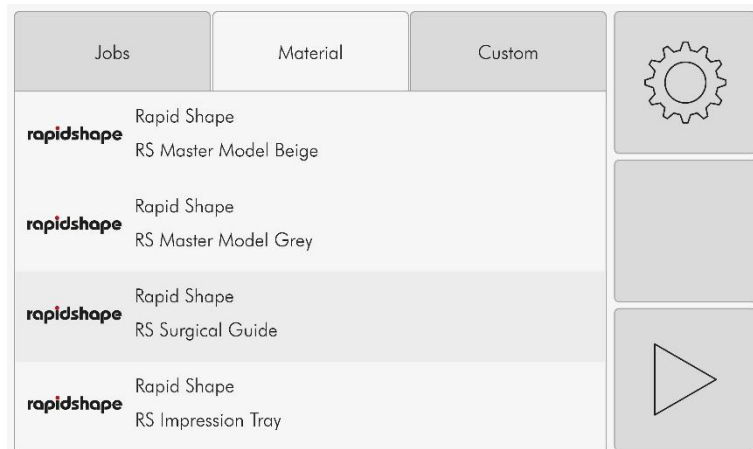 Jobs
Material
Custom
rapidshape
Rapid Shape
RS Master Model Beige
rapidshape
Rapid Shape
RS Master Model Grey
rapidshape
Rapid Shape
RS Surgical Guide
rapidshape
Rapid Shape
RS Impression Tray